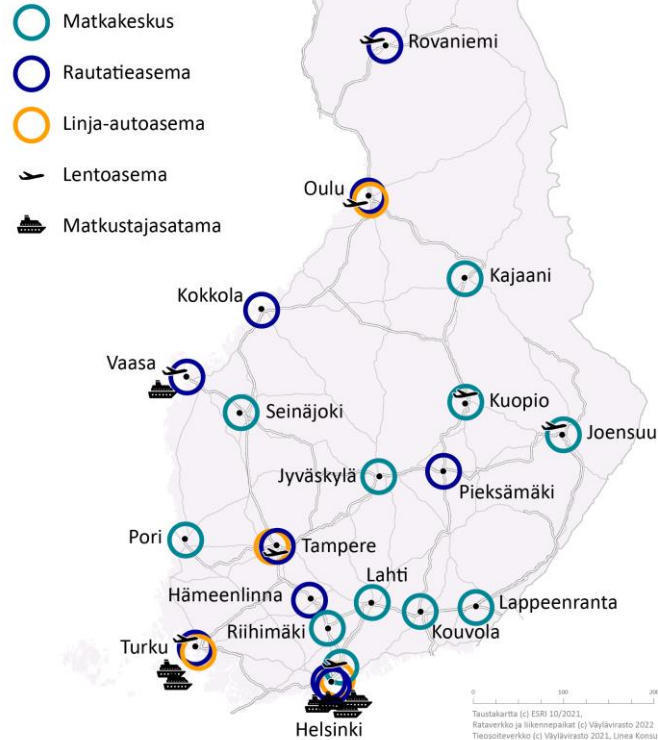 Matkakeskus
Rautatieasema
Linja-autoasema
Lentoasema
Matkustajasatama
Rovaniemi
Oulu
Kajaani
Kokkola
Vaasa
Seinäjoki
Kuopio
Joensuu
Jyväskylä
Pieksämäki
Pori
Tampere
Lahti
Hämeenlinna
Lappeenranta
Riihimäki
Kouvola
Turku
Helsinki
0 100 200
Taustakartta (c) ESRI 10/2021,
Rataverkko ja liikennepaikat (c) Väylävirasto 2022
Tieosoiteverkko (c) Väylävirasto 2021, Linea Konsu